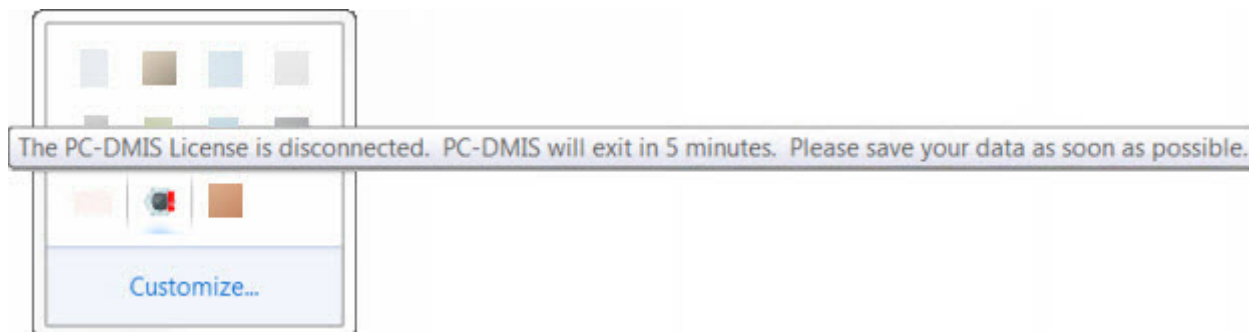 The PC-DMIS License is disconnected.  PC-DMIS will exit in 5 minutes.  Please save your data as soon as possible.
Customize...